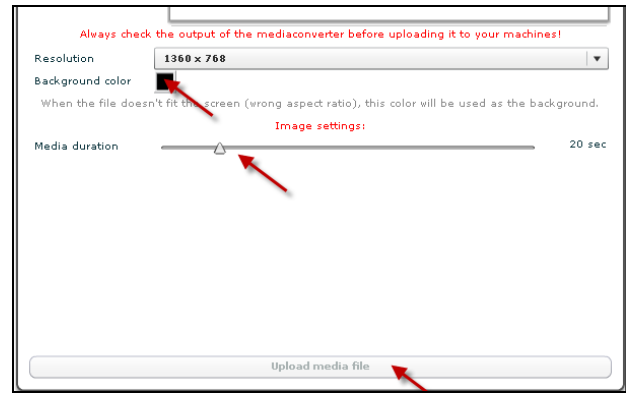 Always check the output of the mediaconverter before uploading it to your machines!
Resolution 1360 x 768
Background color
When the file doesn't fit the screen (wrong aspect ratio), this color will be used as the background.
Image settings:
Media duration 20 sec
Upload media file